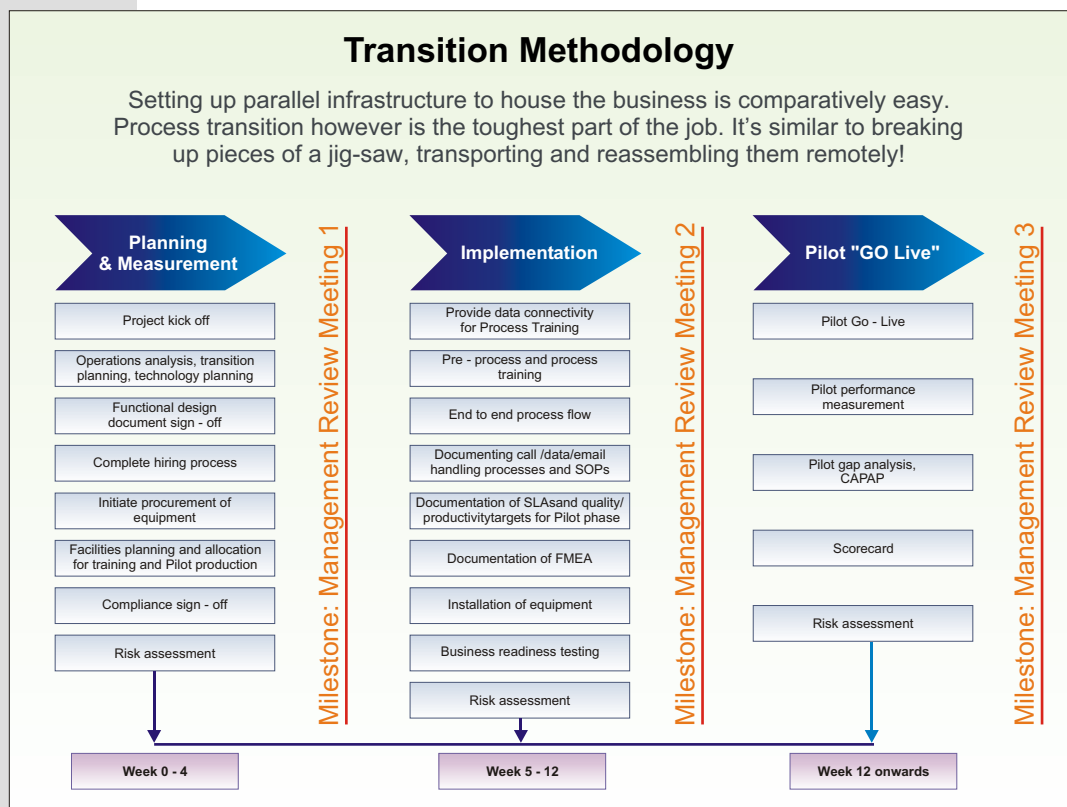 Transition Methodology
Setting up parallel infrastructure to house the business is comparatively easy.
Process transition however is the toughest part of the job. It's similar to breaking
up pieces of a jig-saw, transporting and reassembling them remotely!
Planning
& Measurement
Project kick off
Operations analysis, transition
planning, technology planning
Functional design
document sign - off
Complete hiring process
Initiate procurement of
equipment
Facilities planning and allocation
for training and Pilot production
Compliance sign - off
Risk assessment
Week 0 - 4
Milestone: Management Review Meeting 1
Implementation
Provide data connectivity
for Process Training
Pre - process and process
training
End to end process flow
Documenting call /data/email
handling processes and SOPs
Documentation of SLAsand quality/
productivitytargets for Pilot phase
Documentation of FMEA
Installation of equipment
Business readiness testing
Risk assessment
Week 5 - 12
Milestone: Management Review Meeting 2
Pilot "GO Live"
Pilot Go - Live
Pilot performance
measurement
Pilot gap analysis,
CAPAP
Scorecard
Risk assessment
Week 12 onwards
Milestone: Management Review Meeting 3